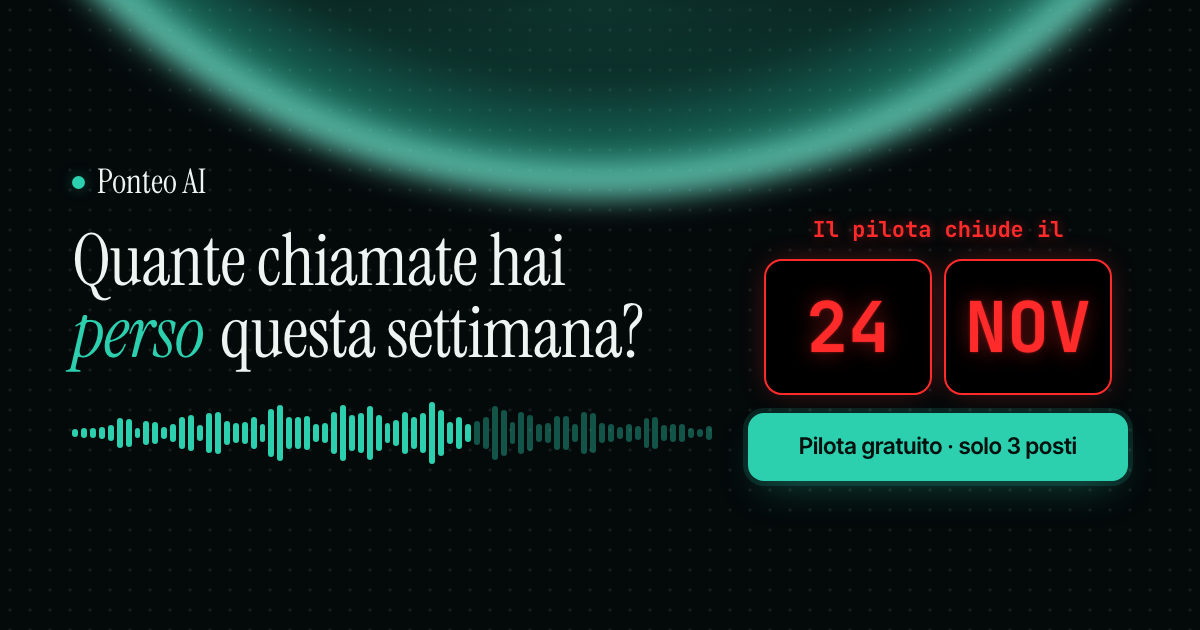 Ponteo AI
Quante chiamate hai
perso questa settimana?
Il pilota chiude il
24 NOV
Pilota gratuito · solo 3 posti